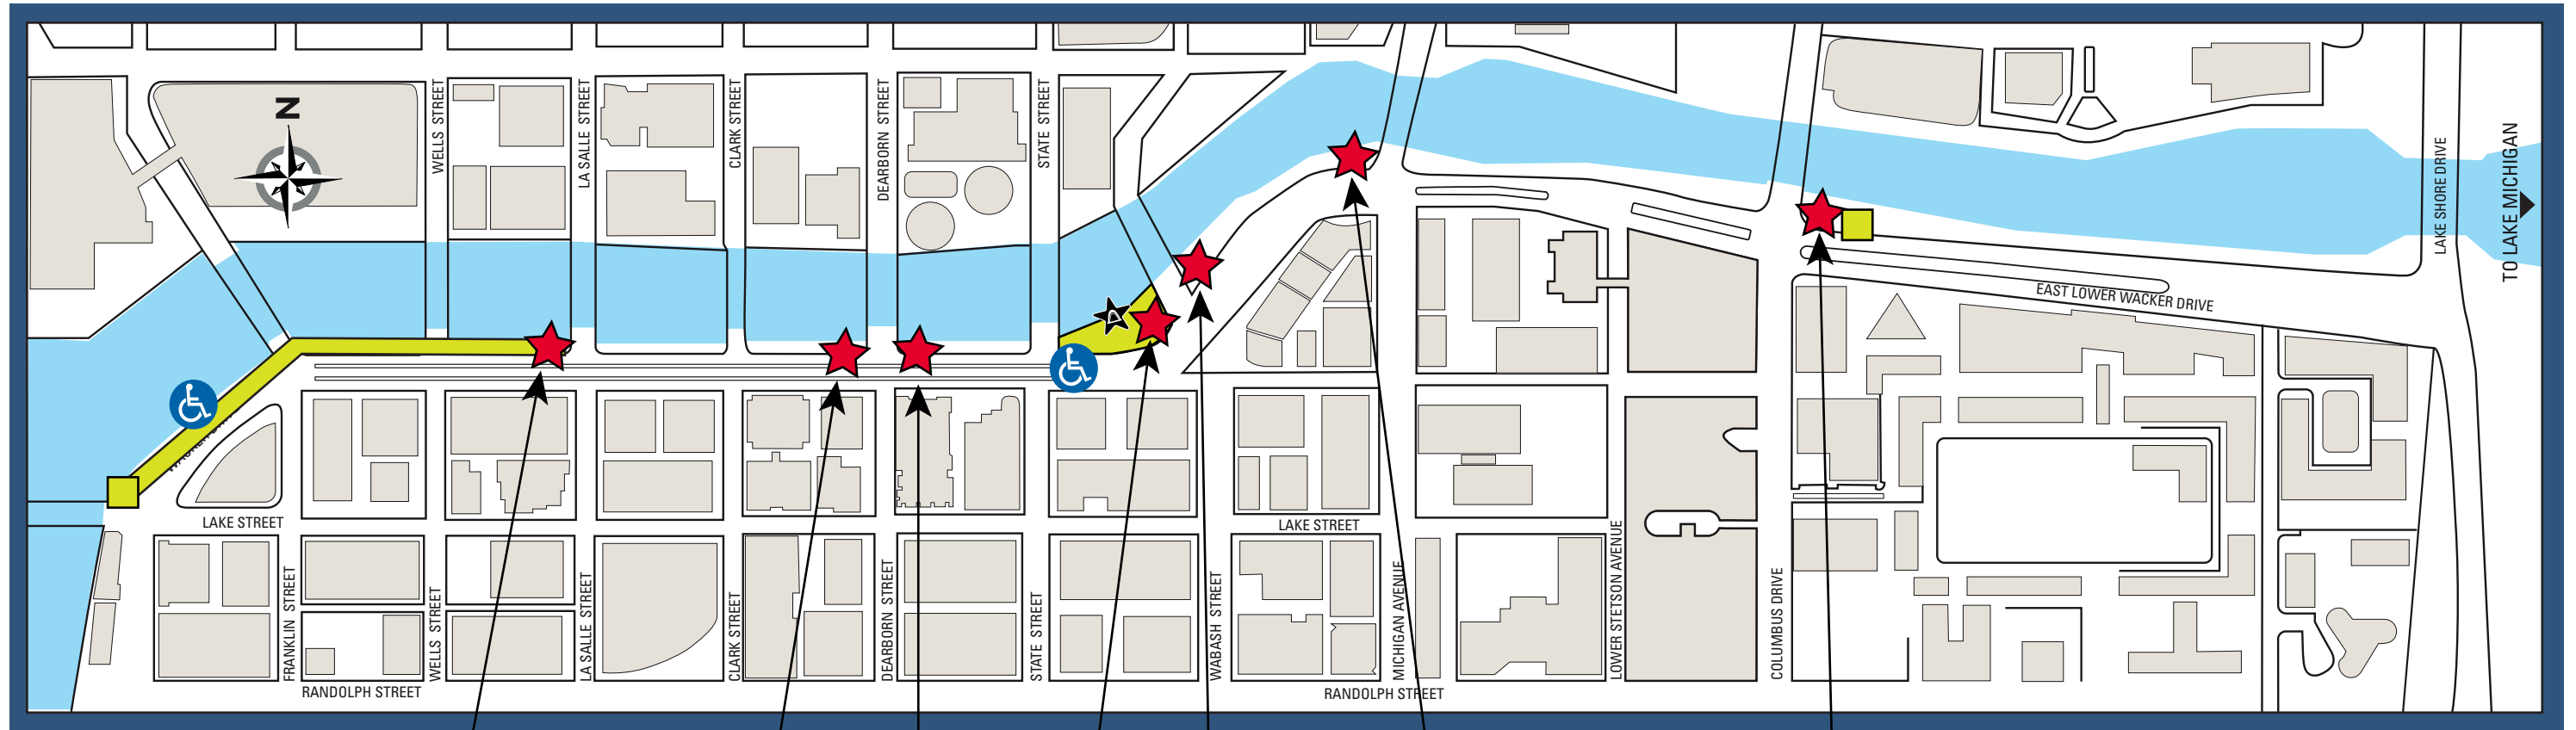 N
WELLS STREET
LA SALLE STREET
CLARK STREET
DEARBORN STREET
STATE STREET
LAKE SHORE DRIVE
TO LAKE MICHIGAN
EAST LOWER WACKER DRIVE
LAKE STREET
LAKE STREET
FRANKLIN STREET
WELLS STREET
LA SALLE STREET
CLARK STREET
DEARBORN STREET
STATE STREET
WABASH STREET
MICHIGAN AVENUE
LOWER STETSON AVENUE
COLUMBUS DRIVE
RANDOLPH STREET
RANDOLPH STREET